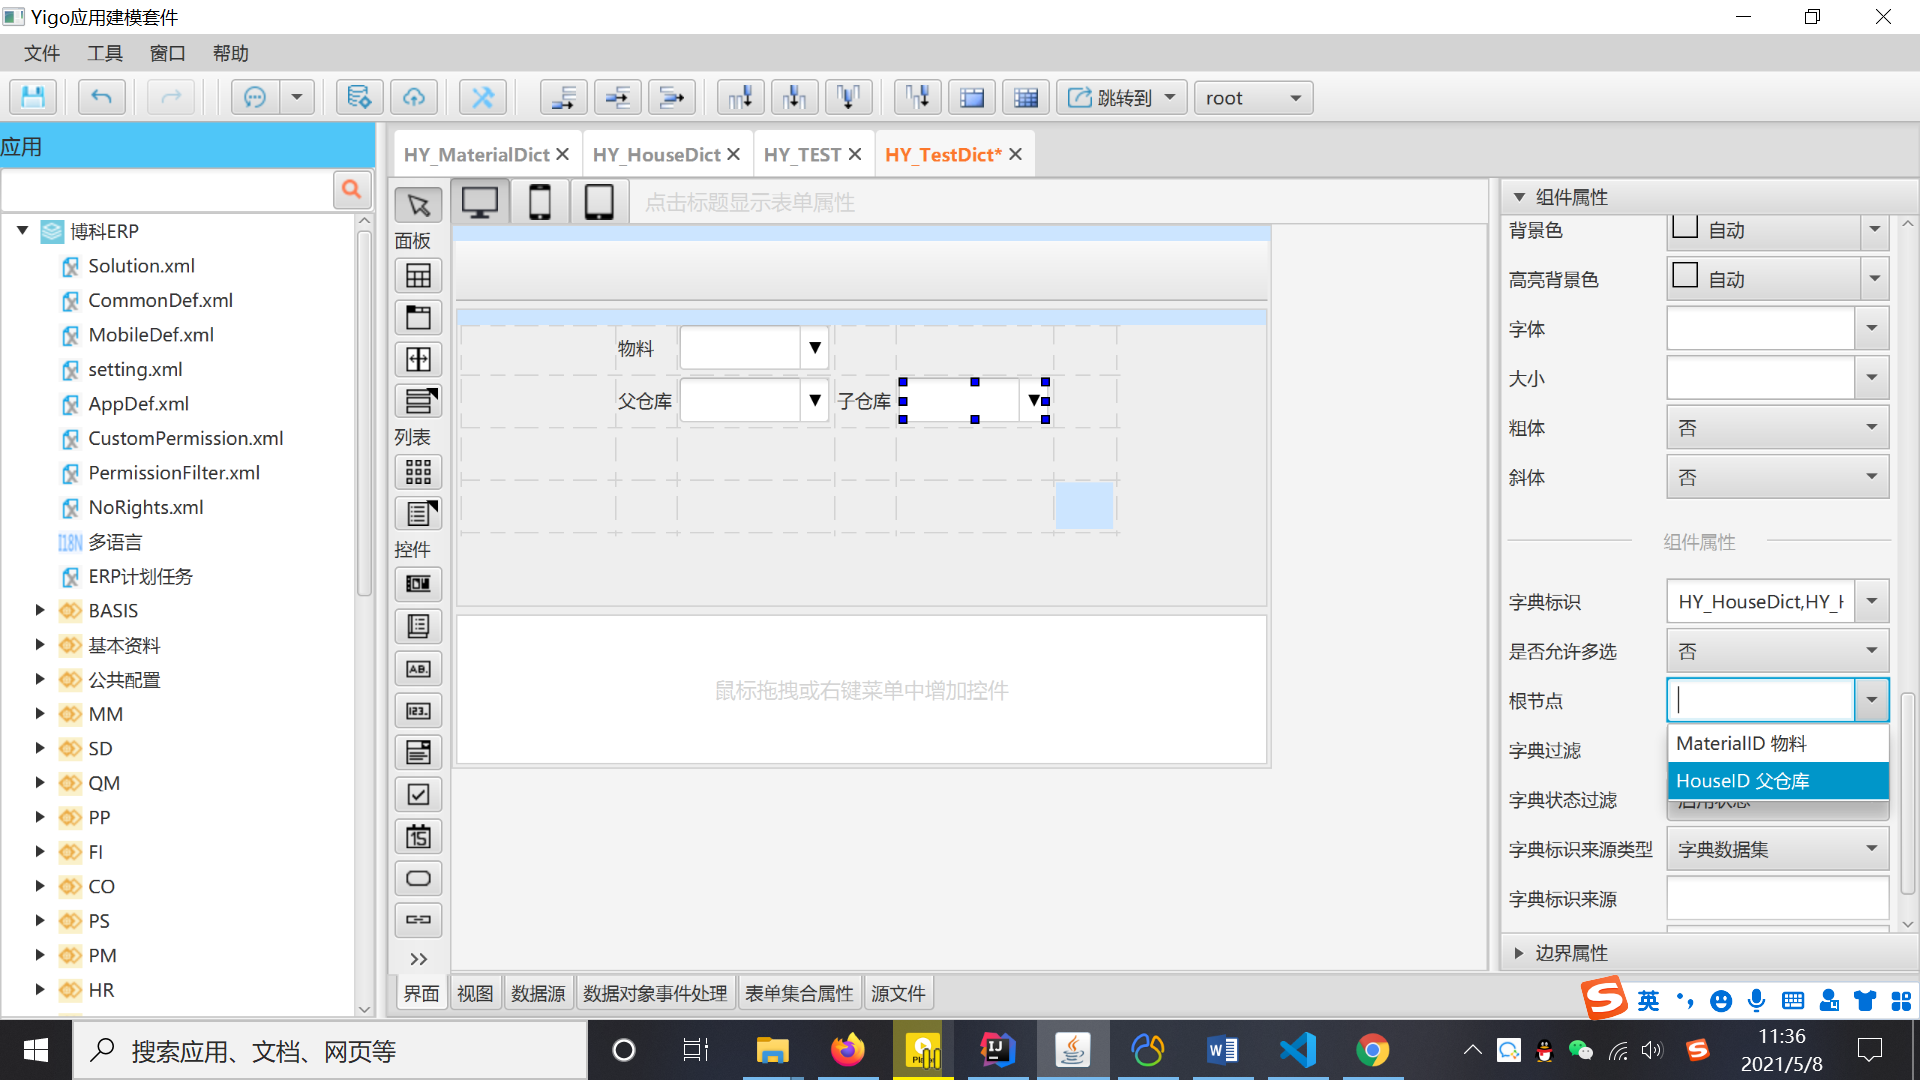 Yigo应用建模套件
文件 工具 窗口 帮助
跳转到 root
应用
HY_MaterialDict HY_HouseDict HY_TEST HY_TestDict*
点击标题显示表单属性
博科ERP
Solution.xml
CommonDef.xml
MobileDef.xml
setting.xml
AppDef.xml
CustomPermission.xml
PermissionFilter.xml
NoRights.xml
I18N 多语言
ERP计划任务
BASIS
基本资料
公共配置
MM
SD
QM
PP
FI
CO
PS
PM
HR
面板
列表
控件
AB.
123.
15
物料
父仓库 子仓库
鼠标拖拽或右键菜单中增加控件
界面 视图 数据源 数据对象事件处理 表单集合属性 源文件
组件属性
背景色 自动
高亮背景色 自动
字体
大小
粗体 否
斜体 否
组件属性
字典标识 HY_HouseDict,HY_
是否允许多选 否
根节点
MaterialID 物料
字典过滤
HouseID 父仓库
字典状态过滤 启用状态
字典标识来源类型 字典数据集
字典标识来源
边界属性
英
搜索应用、文档、网页等
11:36
2021/5/8